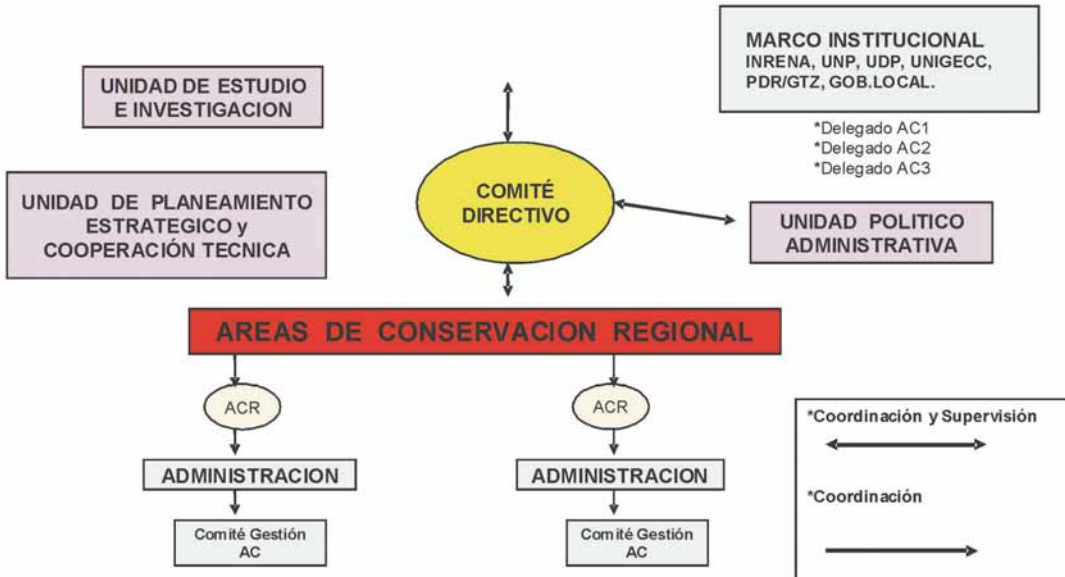 UNIDAD DE ESTUDIO
E INVESTIGACION
MARCO INSTITUCIONAL
INRENA, UNP, UDP, UNIGECC,
PDR/GTZ, GOB.LOCAL.
*Delegado AC1
*Delegado AC2
*Delegado AC3
UNIDAD DE PLANEAMIENTO
ESTRATEGICO y
COOPERACIÓN TECNICA
COMITÉ
DIRECTIVO
UNIDAD POLITICO
ADMINISTRATIVA
AREAS DE CONSERVACION REGIONAL
ACR
ACR
ADMINISTRACION
ADMINISTRACION
Comité Gestión
AC
Comité Gestión
AC
*Coordinación y Supervisión
*Coordinación